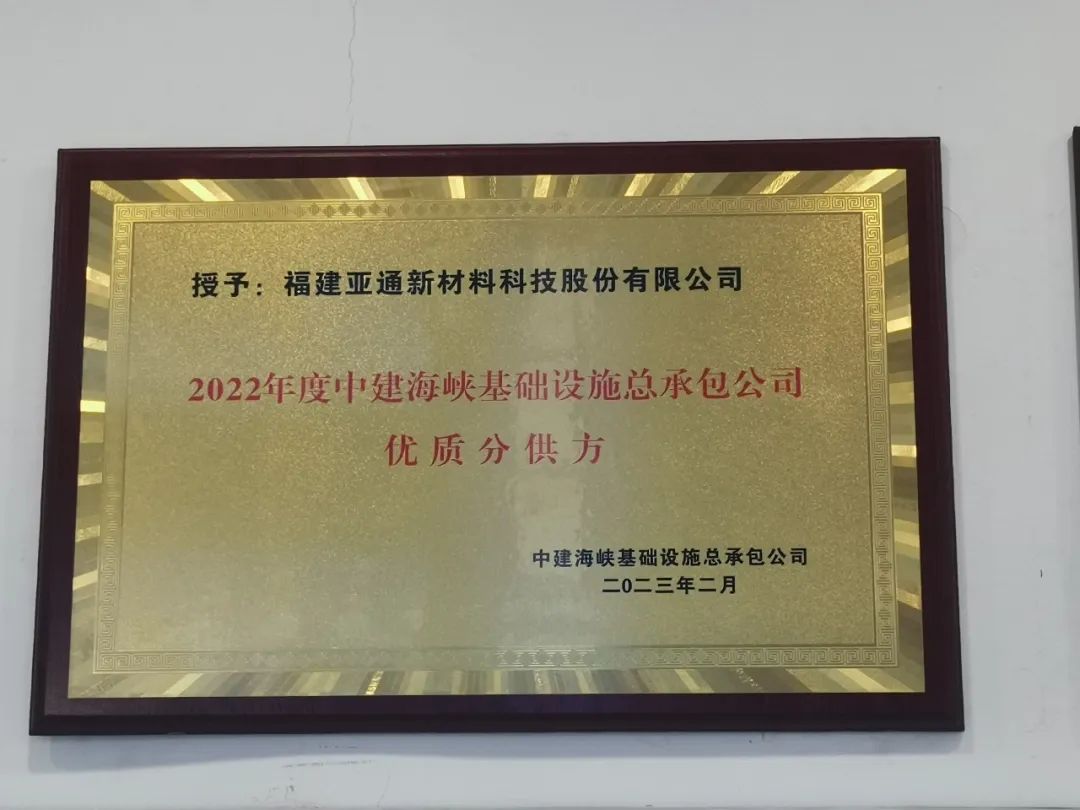 授予：福建亚通新材料科技股份有限公司
2022年度中建海峡基础设施总承包公司
优质分供方
中建海峡基础设施总承包公司
二0二三年二月